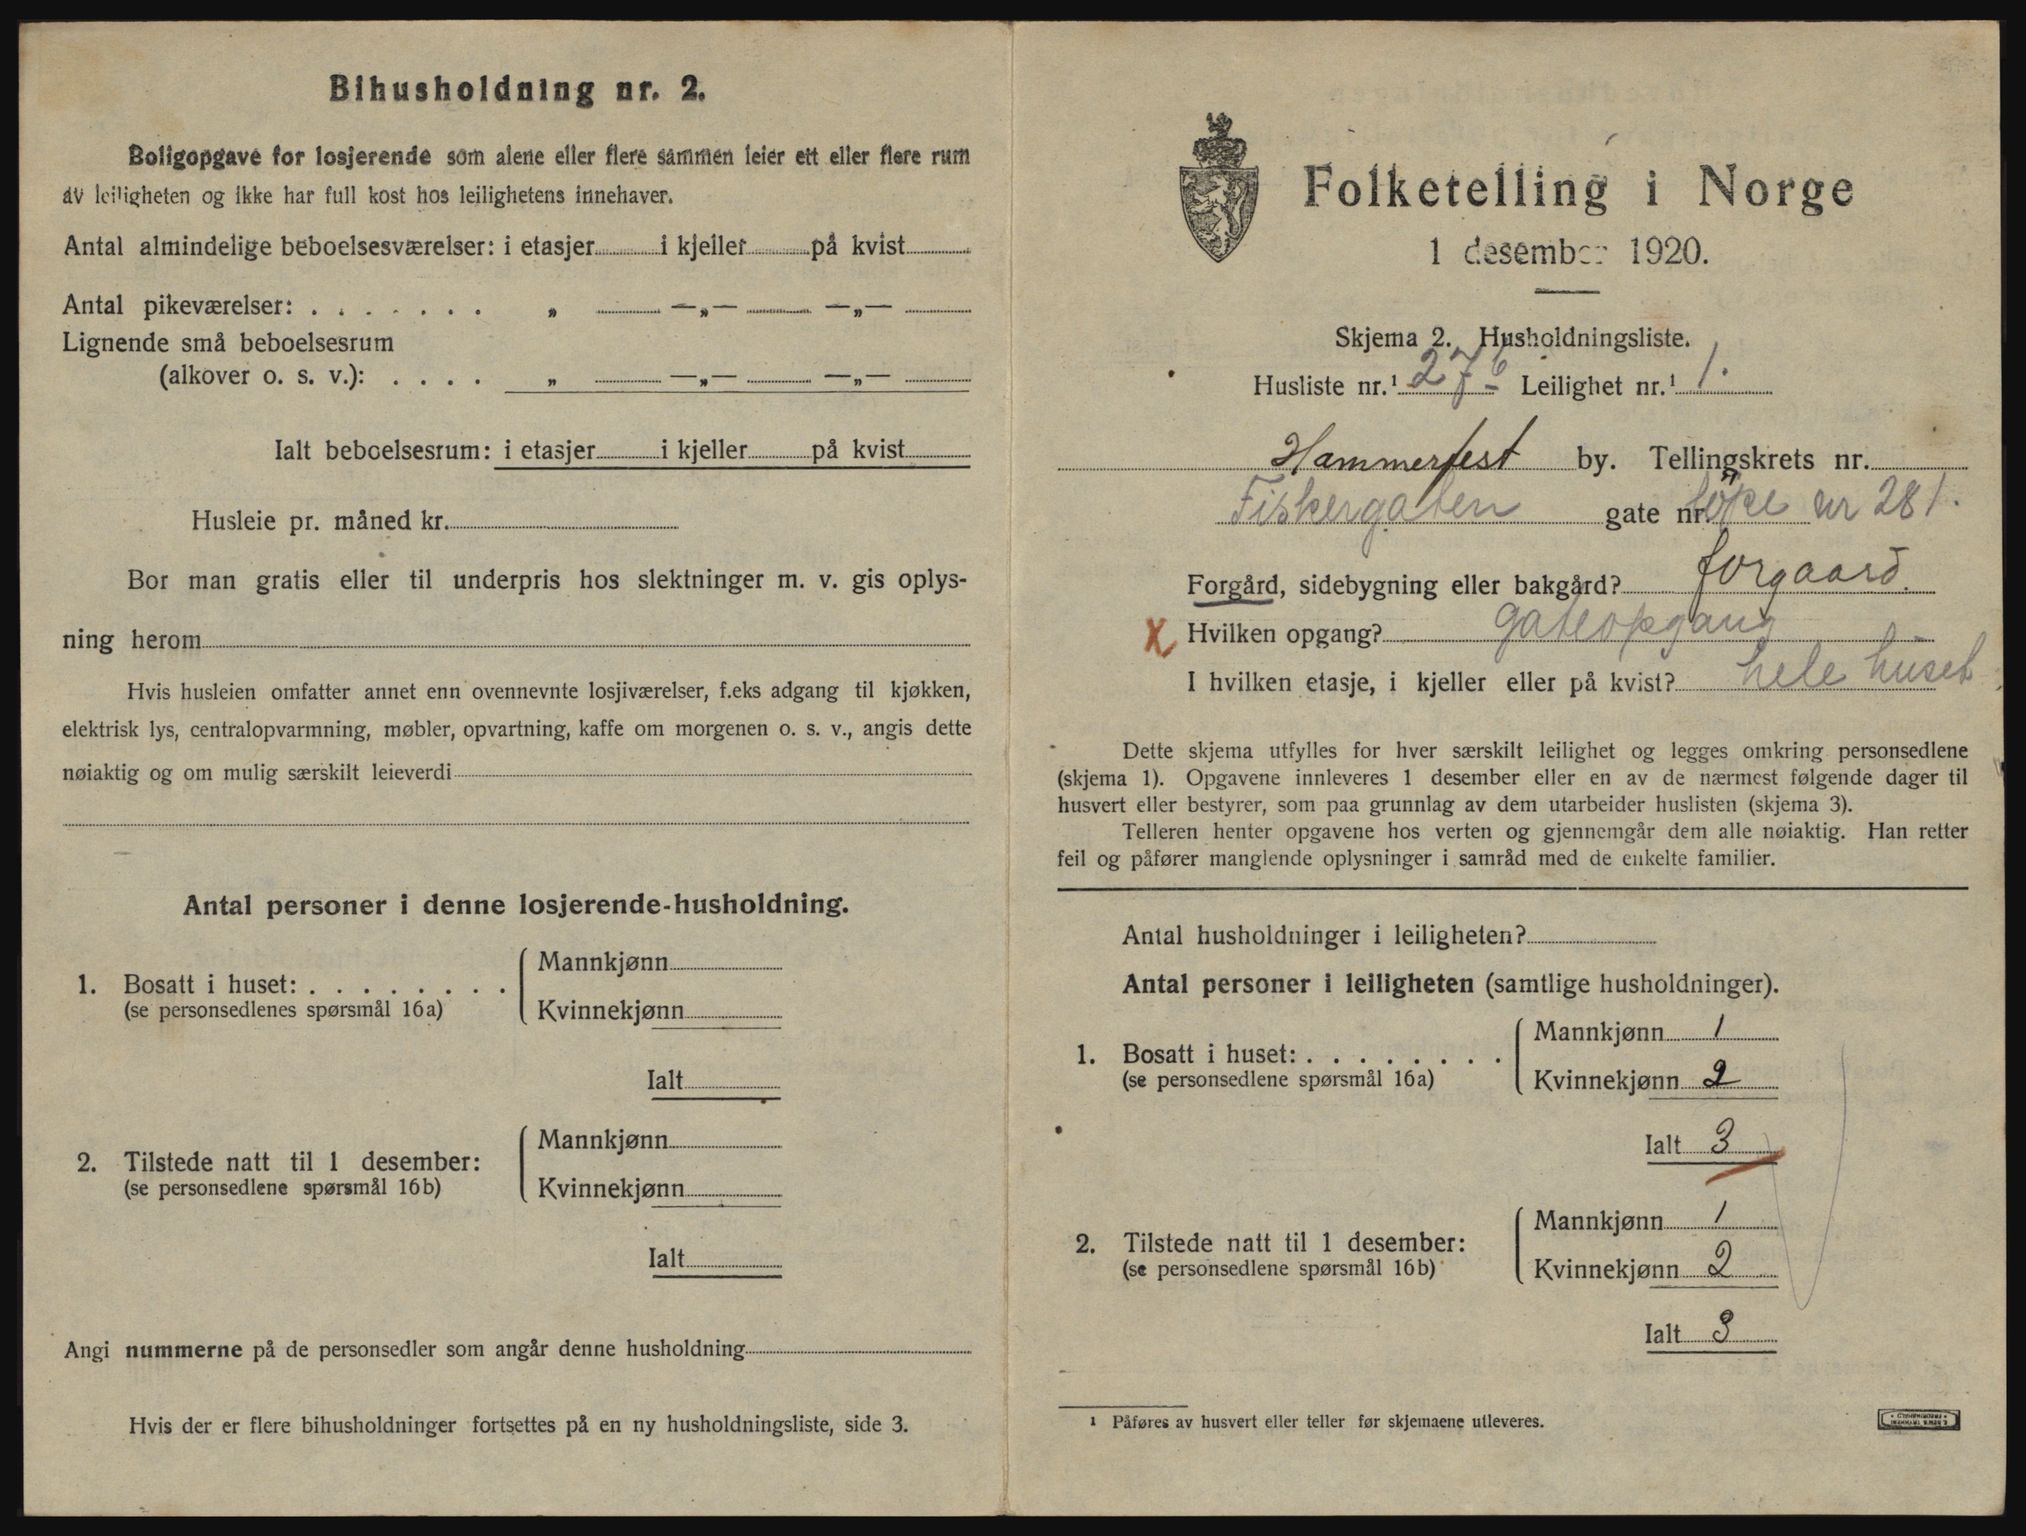 Bihusholdning nr. 2.
Boligopgave for losjerende som alene eller flere sammen leier ett eller flere rum
av leiligheten og ikke har full kost hos leilighetens innehaver.
Antal almindelige beboelsesværelser: i etasjer i kjeller på kvist
Antal pikeværelser: . . . . . . . „ —„— —„—
Lignende små beboelsesrum
(alkover o. s. v.): . . . . „ —„— —„—
Ialt beboelsesrum: i etasjer i kjeller på kvist
Husleie pr. måned kr.
Bor man gratis eller til underpris hos slektninger m. v. gis oplys-
ning herom
Hvis husleien omfatter annet enn ovennevnte losjiværelser, f.eks adgang til kjøkken,
elektrisk lys, centralopvarmning, møbler, opvartning, kaffe om morgenen o. s. v., angis dette
nøiaktig og om mulig særskilt leieverdi
Antal personer i denne losjerende-husholdning.
1. Bosatt i huset: . . . . . . . .
(se personsedlenes spørsmål 16a)
Mannkjønn
Kvinnekjønn
Ialt
2. Tilstede natt til 1 desember:
(se personsedlene spørsmål 16b)
Mannkjønn
Kvinnekjønn
Ialt
Angi nummerne på de personsedler som angår denne husholdning
Hvis der er flere bihusholdninger fortsettes på en ny husholdningsliste, side 3.
Folketelling i Norge
1 desember 1920.
Skjema 2. Husholdningsliste.
Husliste nr.¹ Leilighet nr.¹ 1.
Hammerfest by. Tellingskrets nr.
Fiskergaten gate nr. nr 281.
Forgård, sidebygning eller bakgård? forgaard.
X Hvilken opgang? gateopgang
I hvilken etasje, i kjeller eller på kvist? hele huset
Dette skjema utfylles for hver særskilt leilighet og legges omkring personsedlene
(skjema 1). Opgavene innleveres 1 desember eller en av de nærmest følgende dager til
husvert eller bestyrer, som paa grunnlag av dem utarbeider huslisten (skjema 3).
Telleren henter opgavene hos verten og gjennemgår dem alle nøiaktig. Han retter
feil og påfører manglende oplysninger i samråd med de enkelte familier.
Antal husholdninger i leiligheten?
Antal personer i leiligheten (samtlige husholdninger).
1. Bosatt i huset: . . . . . . . .
(se personsedlene spørsmål 16a)
Mannkjønn 1
Kvinnekjønn 2
Ialt 3
2. Tilstede natt til 1 desember:
(se personsedlene spørsmål 16b)
Mannkjønn 1
Kvinnekjønn 2
Ialt 3
¹ Påføres av husvert eller teller før skjemaene utleveres.